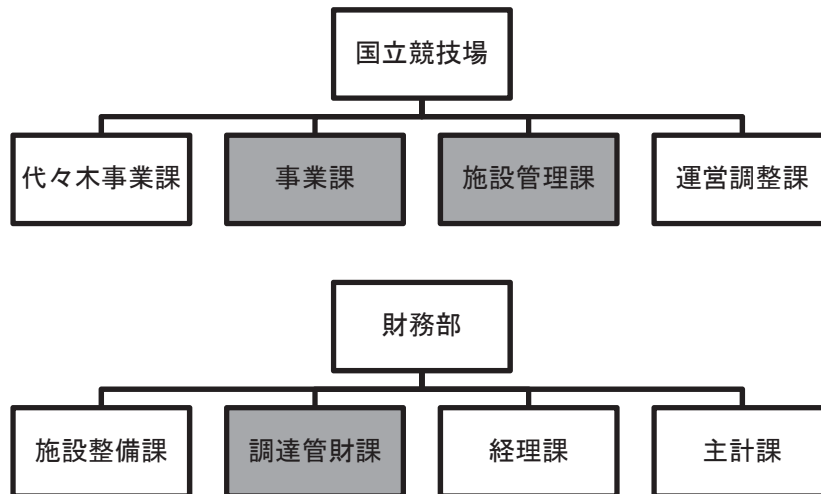 国立競技場
代々木事業課
事業課
施設管理課
運営調整課
財務部
施設整備課
調達管財課
経理課
主計課